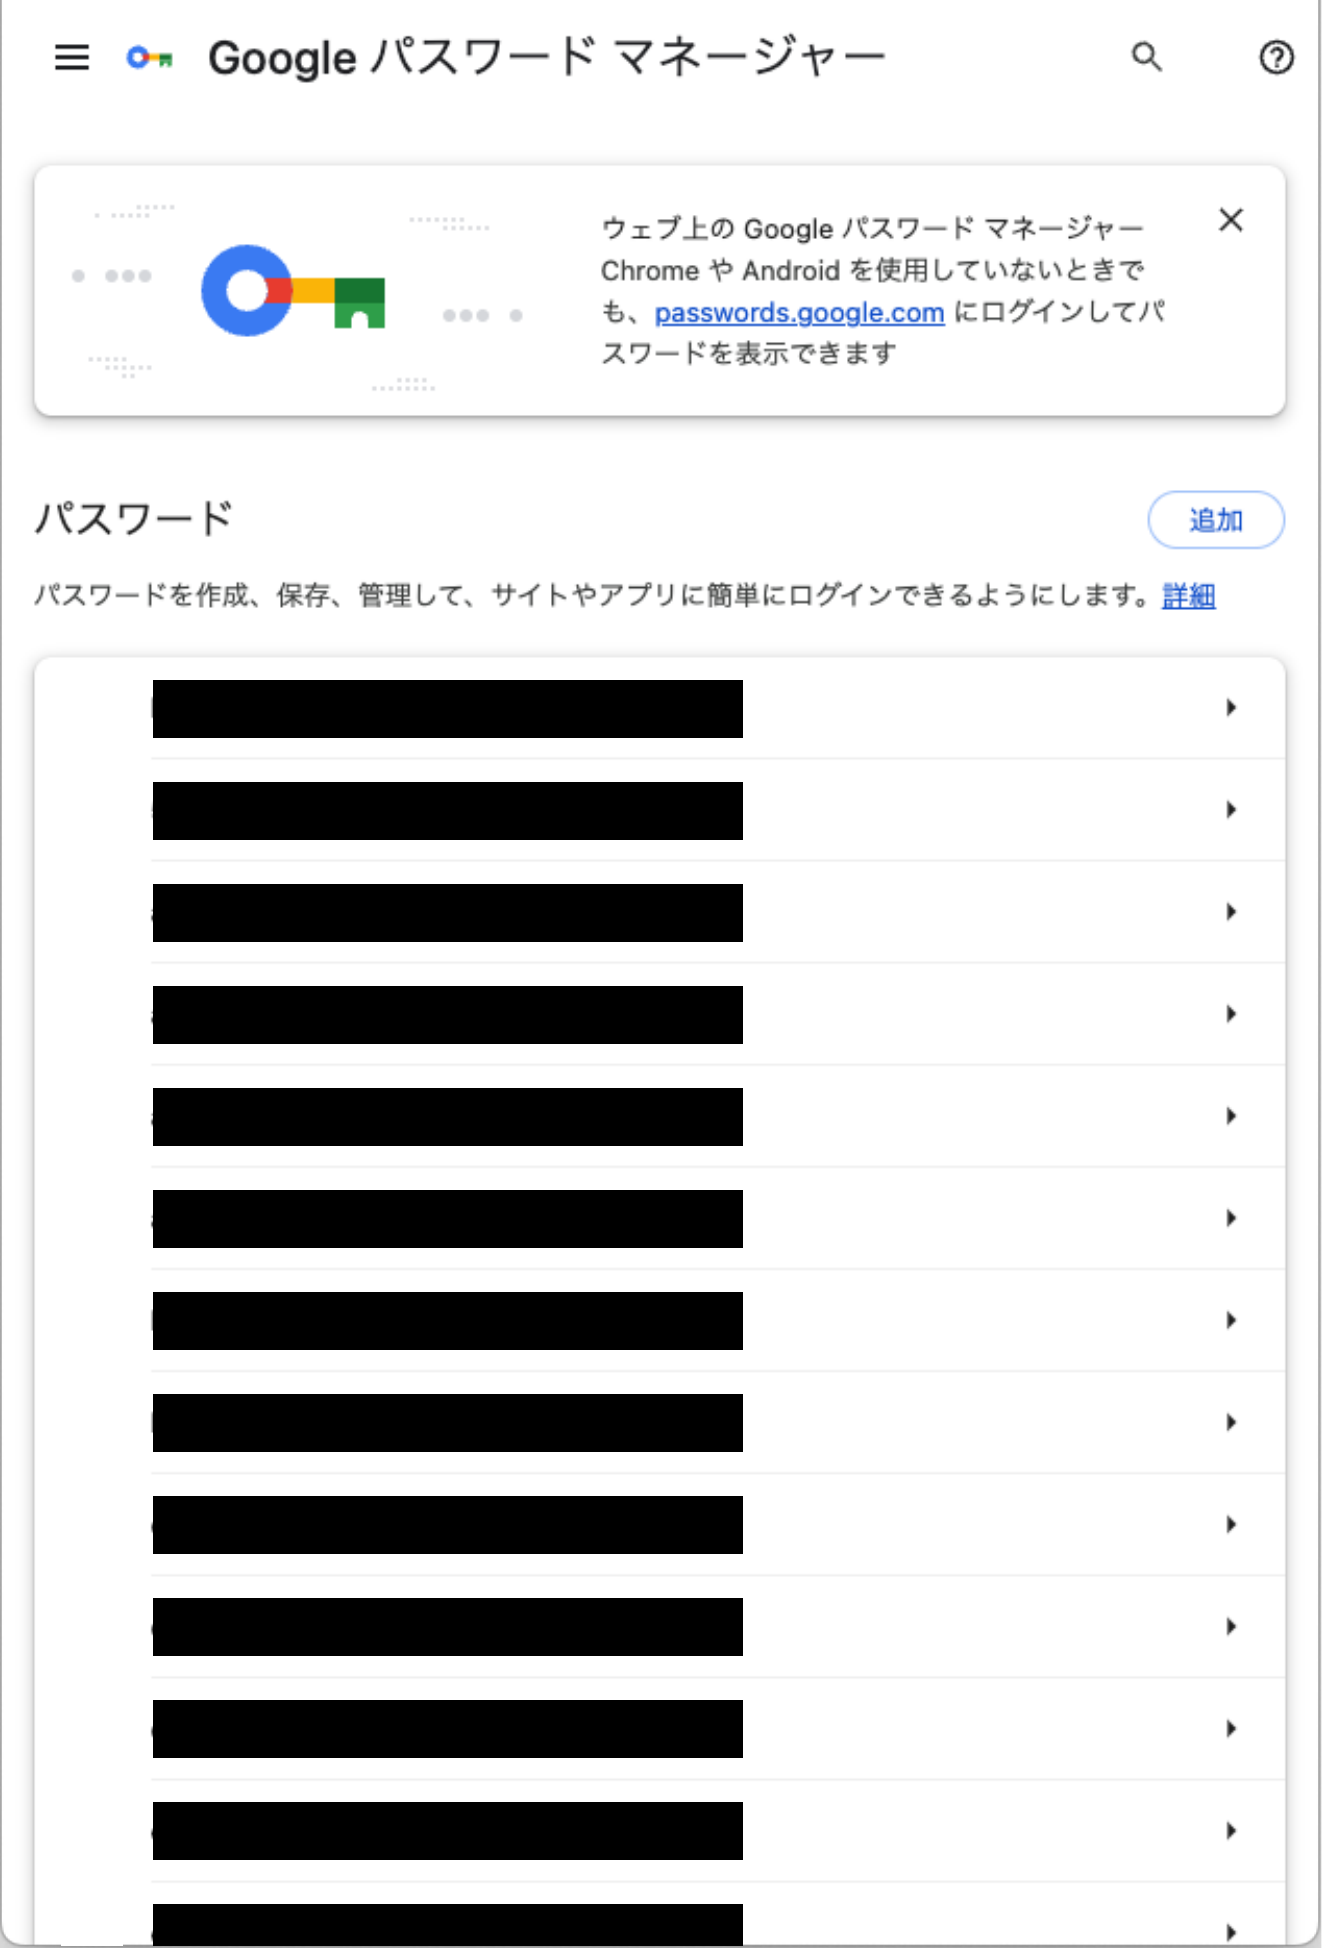 Google パスワード マネージャー
ウェブ上の Google パスワード マネージャー
Chrome や Android を使用していないときで
も、passwords.google.com にログインしてパ
スワードを表示できます
パスワード
追加
パスワードを作成、保存、管理して、サイトやアプリに簡単にログインできるようにします。詳細